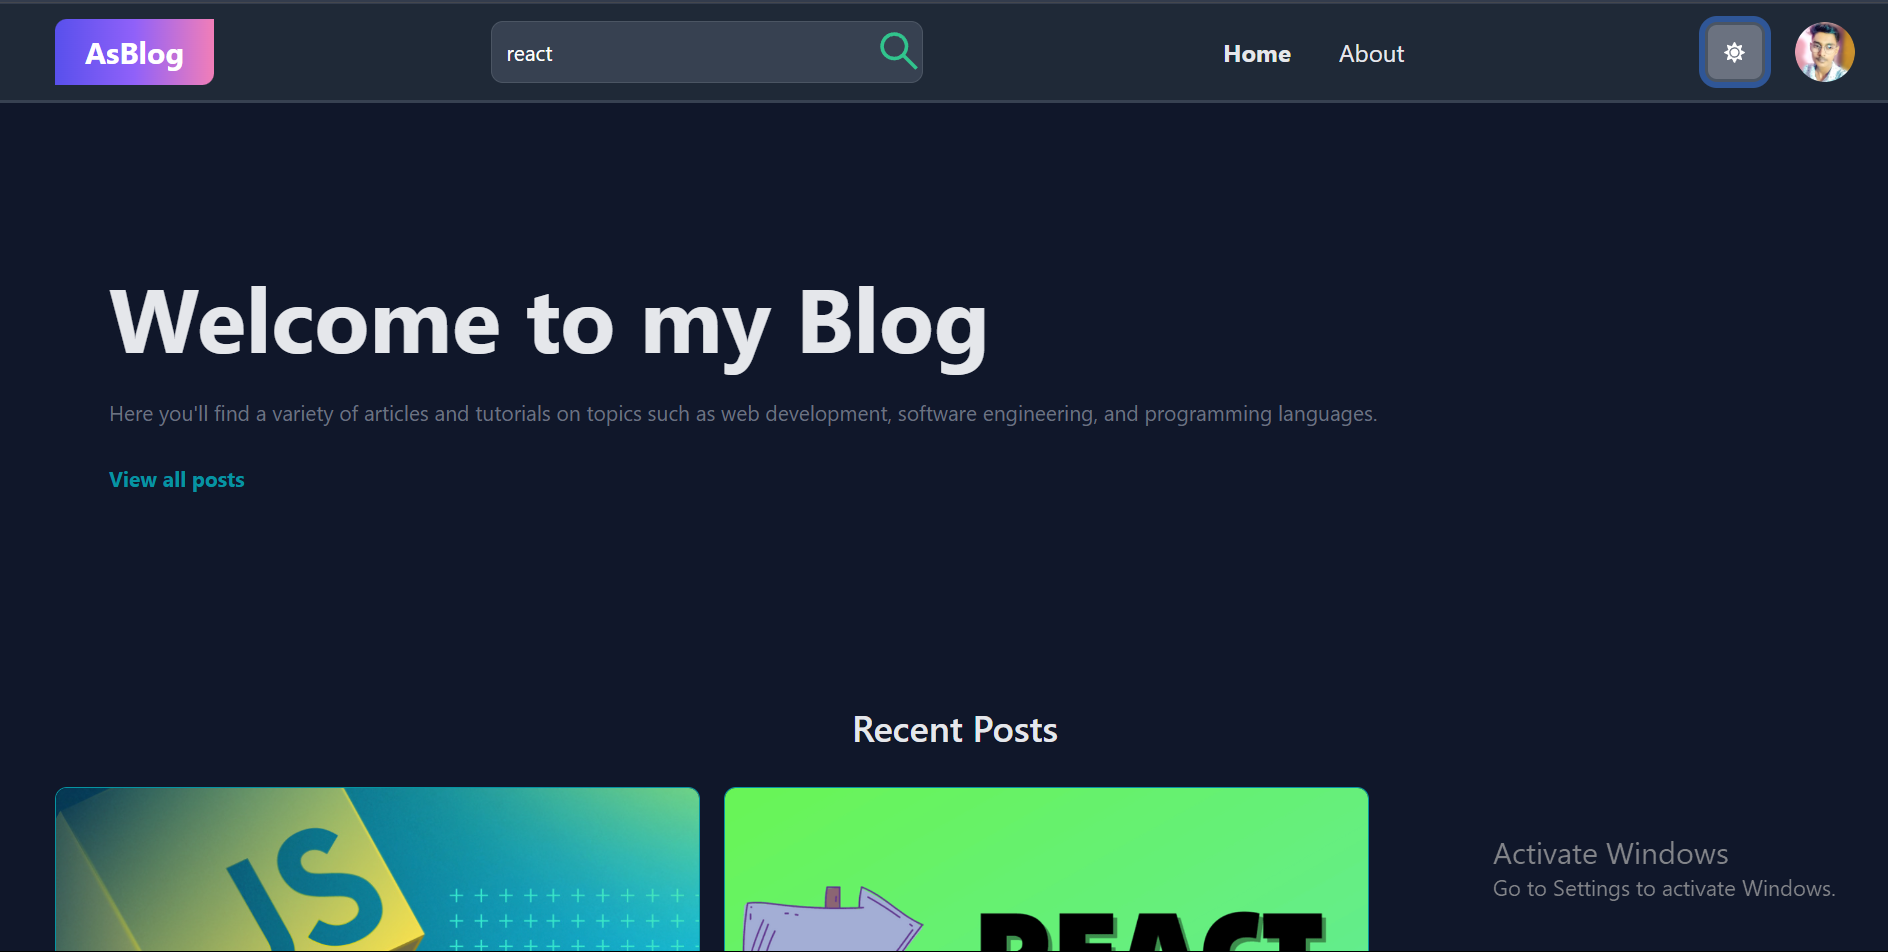 AsBlog
react
Home
About
Welcome to my Blog
Here you'll find a variety of articles and tutorials on topics such as web development, software engineering, and programming languages.
View all posts
Recent Posts
JS
REACT
Activate Windows
Go to Settings to activate Windows.